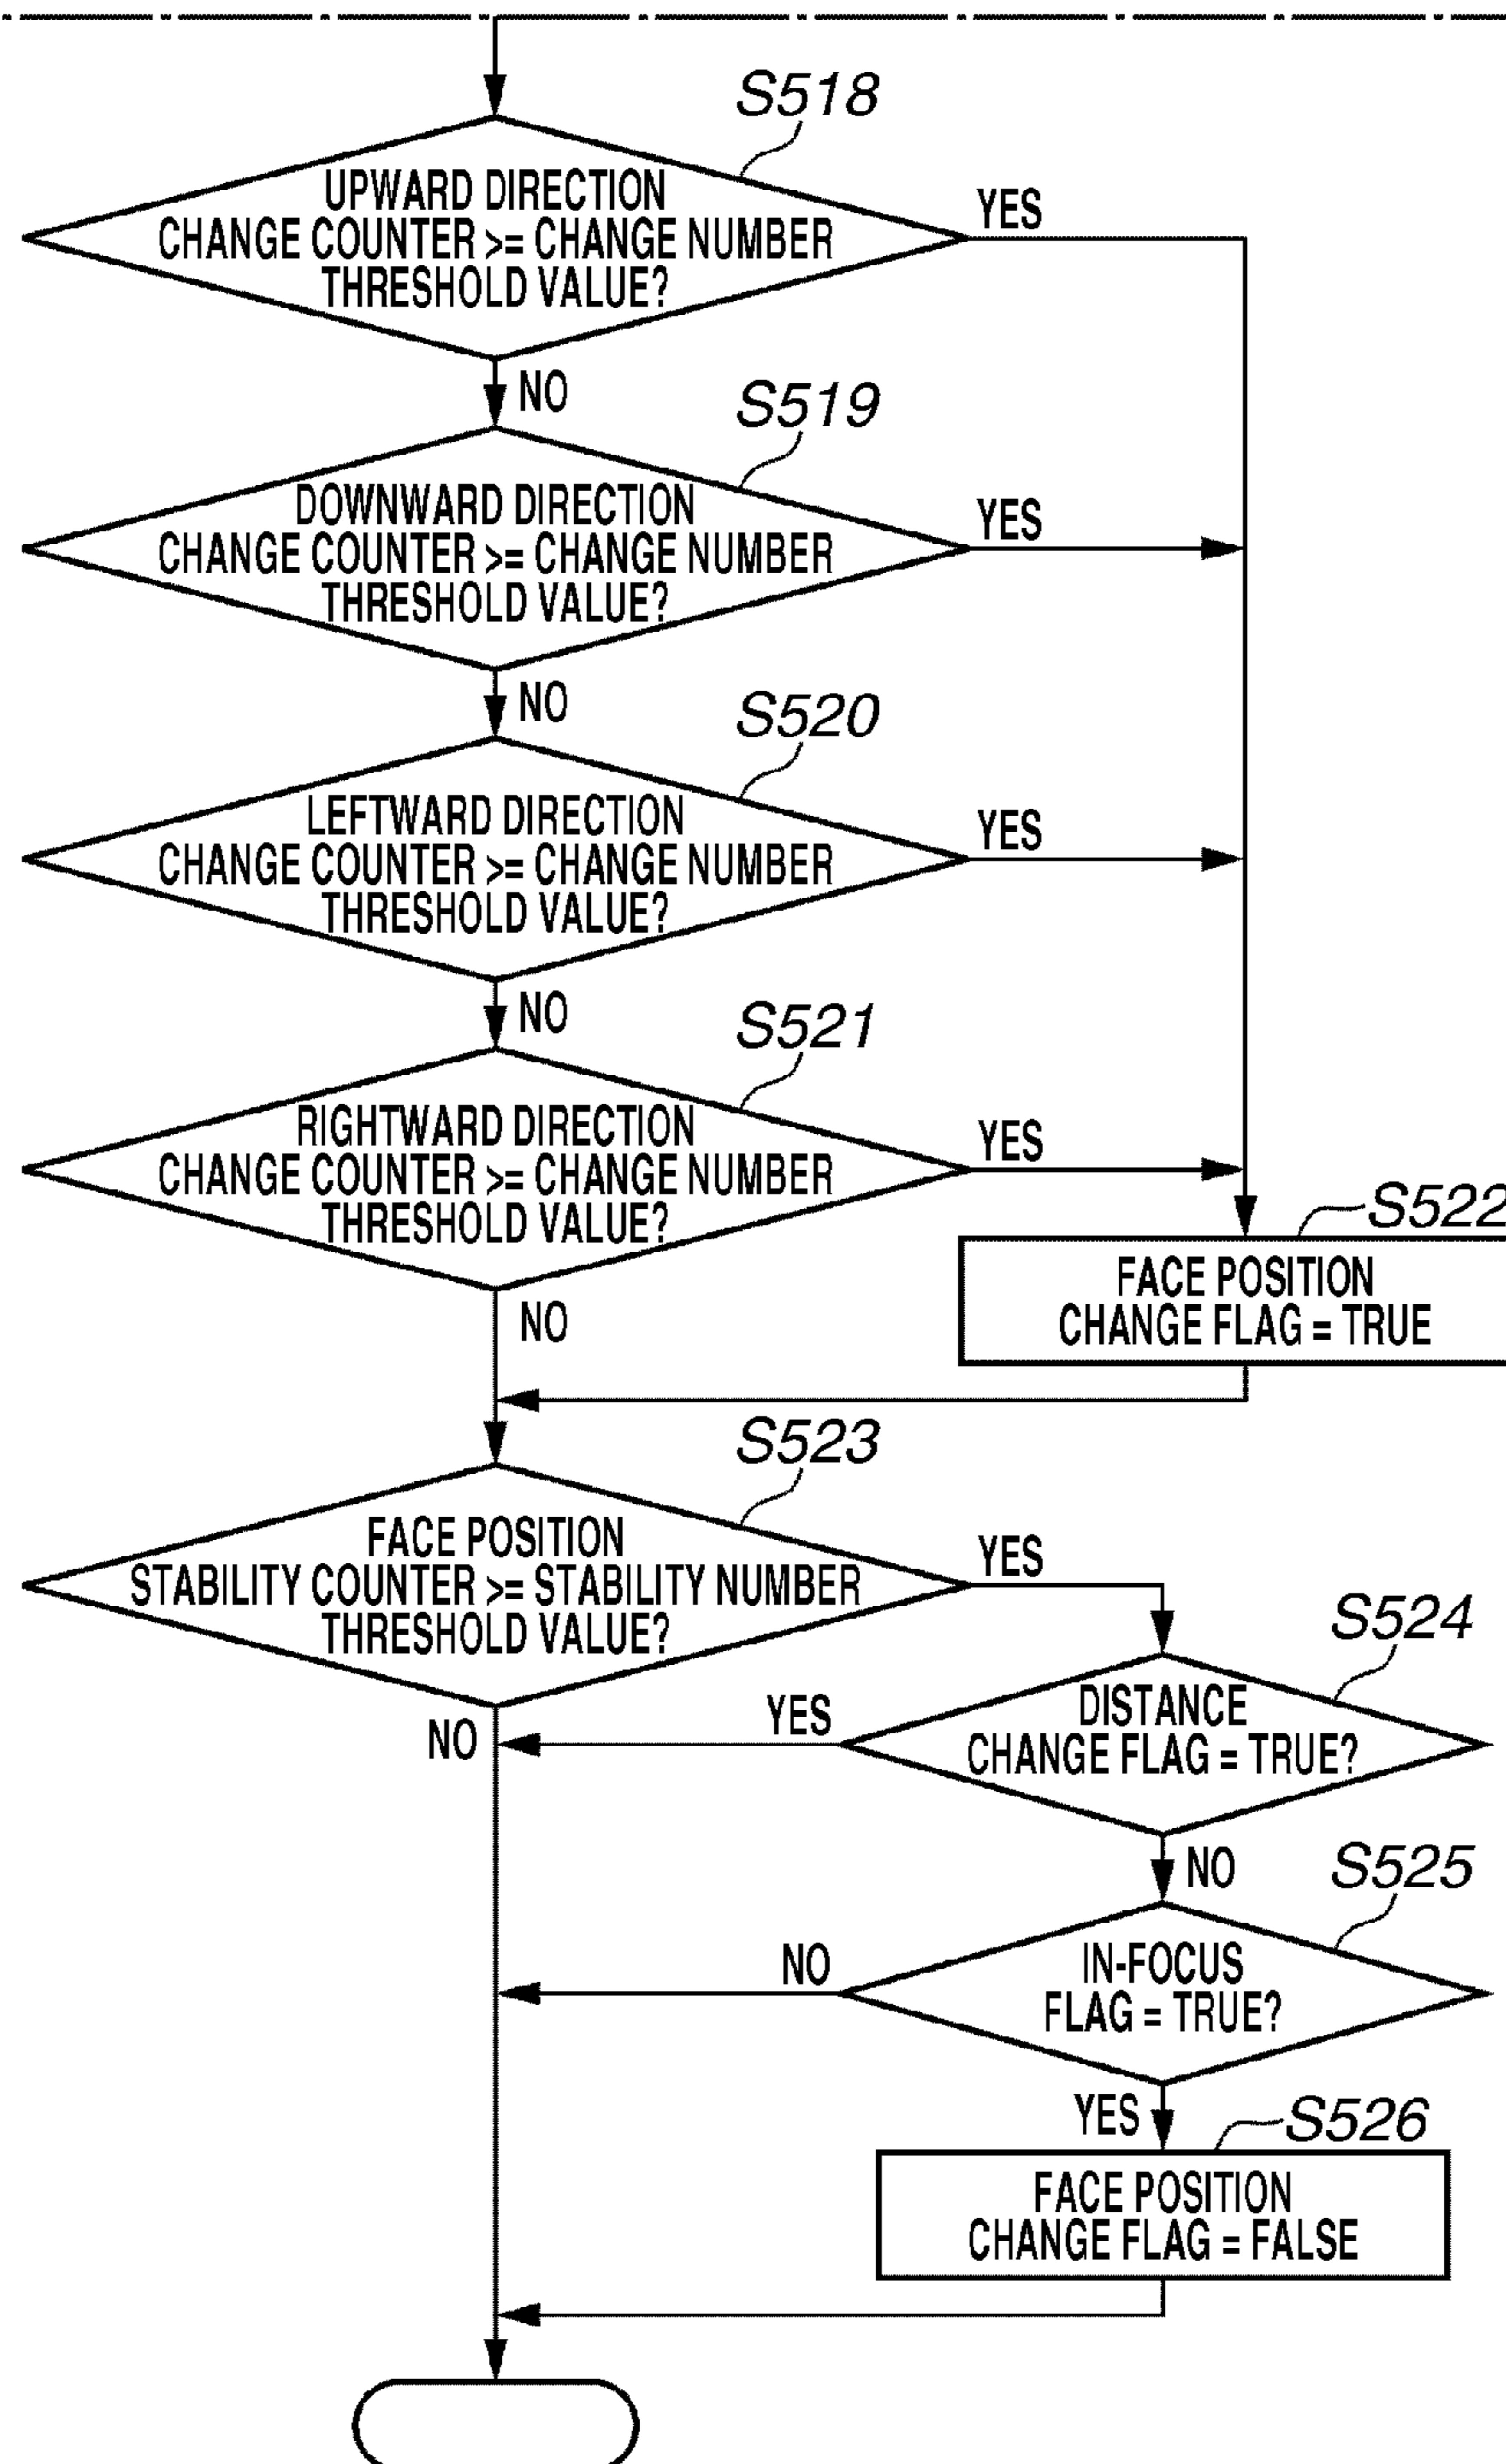 S518
UPWARD DIRECTION
CHANGE COUNTER >= CHANGE NUMBER
THRESHOLD VALUE?
YES
NO
S519
DOWNWARD DIRECTION
CHANGE COUNTER >= CHANGE NUMBER
THRESHOLD VALUE?
YES
NO
S520
LEFTWARD DIRECTION
CHANGE COUNTER >= CHANGE NUMBER
THRESHOLD VALUE?
YES
NO
S521
RIGHTWARD DIRECTION
CHANGE COUNTER >= CHANGE NUMBER
THRESHOLD VALUE?
YES
NO
S522
FACE POSITION
CHANGE FLAG = TRUE
S523
FACE POSITION
STABILITY COUNTER >= STABILITY NUMBER
THRESHOLD VALUE?
YES
NO
S524
DISTANCE
CHANGE FLAG = TRUE?
YES
NO
S525
IN-FOCUS
FLAG = TRUE?
NO
YES
S526
FACE POSITION
CHANGE FLAG = FALSE